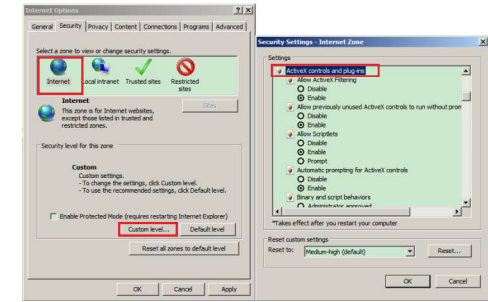 Internet Options
General Security Privacy Content Connections Programs Advanced
Select a zone to view or change security settings.
Internet Local intranet Trusted sites Restricted sites
Internet
This zone is for Internet websites,
except those listed in trusted and
restricted zones.
Sites
Security level for this zone
Custom
Custom settings.
- To change the settings, click Custom level.
- To use the recommended settings, click Default level.
Enable Protected Mode (requires restarting Internet Explorer)
Custom level... Default level
Reset all zones to default level
OK Cancel Apply
Security Settings - Internet Zone
Settings
ActiveX controls and plug-ins
Allow ActiveX Filtering
Disable
Enable
Allow previously unused ActiveX controls to run without prom
Disable
Enable
Allow Scriptlets
Disable
Enable
Prompt
Automatic prompting for ActiveX controls
Disable
Enable
Binary and script behaviors
Administrator approved
*Takes effect after you restart your computer
Reset custom settings
Reset to: Medium-high (default) Reset...
OK Cancel